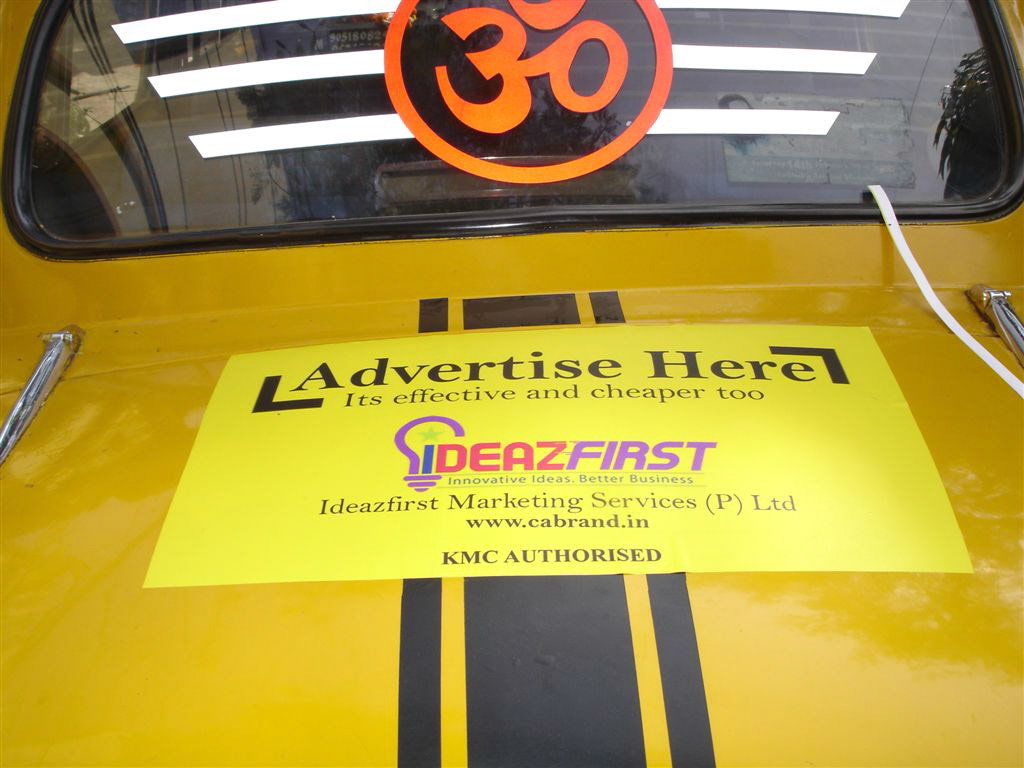 ॐ
Advertise Here
Its effective and cheaper too
IDEAZFIRST
Innovative Ideas. Better Business
Ideazfirst Marketing Services (P) Ltd
www.cabrand.in
KMC AUTHORISED